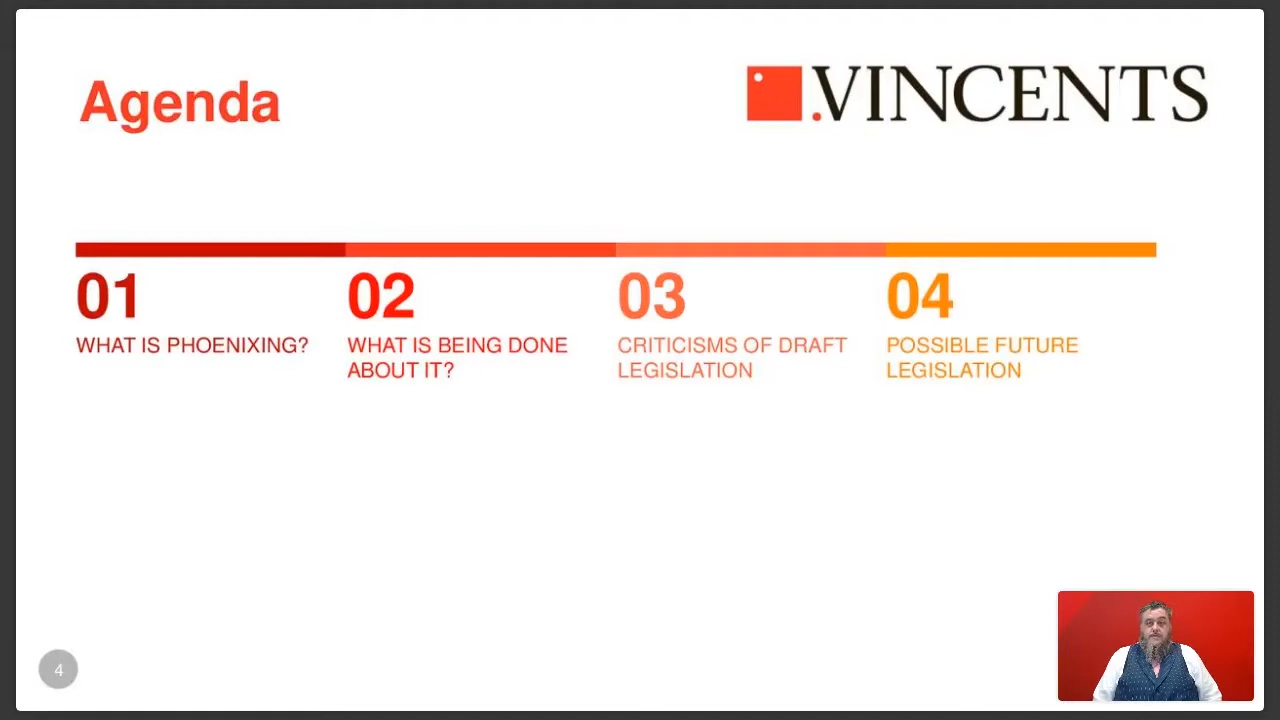 Agenda
.VINCENTS
01
WHAT IS PHOENIXING?
02
WHAT IS BEING DONE
ABOUT IT?
03
CRITICISMS OF DRAFT
LEGISLATION
04
POSSIBLE FUTURE
LEGISLATION
4